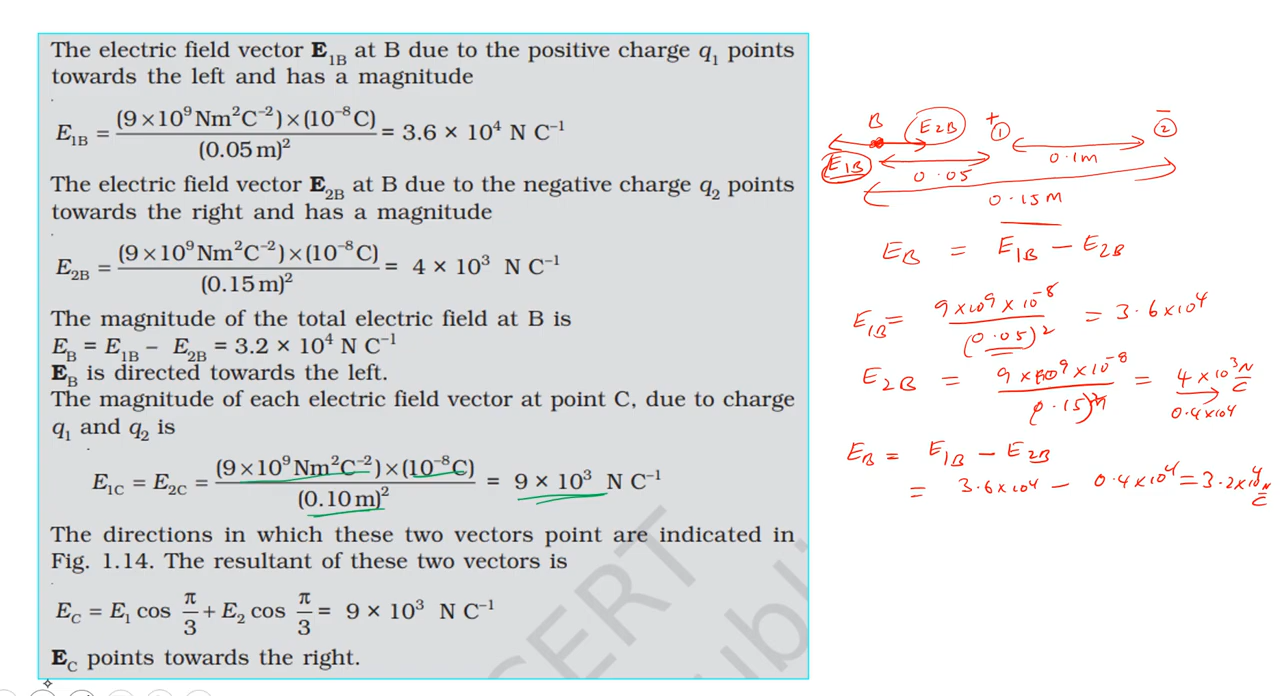 The electric field vector E1B at B due to the positive charge q1 points
towards the left and has a magnitude
E1B = (9×10⁹ Nm²C⁻²)×(10⁻⁸ C) / (0.05 m)² = 3.6 × 10⁴ N C⁻¹
The electric field vector E2B at B due to the negative charge q2 points
towards the right and has a magnitude
E2B = (9×10⁹ Nm²C⁻²)×(10⁻⁸ C) / (0.15 m)² = 4 × 10³ N C⁻¹
The magnitude of the total electric field at B is
EB = E1B − E2B = 3.2 × 10⁴ N C⁻¹
EB is directed towards the left.
The magnitude of each electric field vector at point C, due to charge
q1 and q2 is
E1C = E2C = (9×10⁹ Nm²C⁻²)×(10⁻⁸ C) / (0.10 m)² = 9 × 10³ N C⁻¹
The directions in which these two vectors point are indicated in
Fig. 1.14. The resultant of these two vectors is
EC = E1 cos π/3 + E2 cos π/3 = 9 × 10³ N C⁻¹
EC points towards the right.
B E2B + 1 − 2
E1B 0.05 0.1m
0.15m
EB = E1B − E2B
E1B = 9×10⁹×10⁻⁸ / (0.05)² = 3.6×10⁴
E2B = 9×10⁹×10⁻⁸ / (0.15)² = 4×10³ N/C
0.4×10⁴
EB = E1B − E2B
= 3.6×10⁴ − 0.4×10⁴ = 3.2×10⁴ N/C